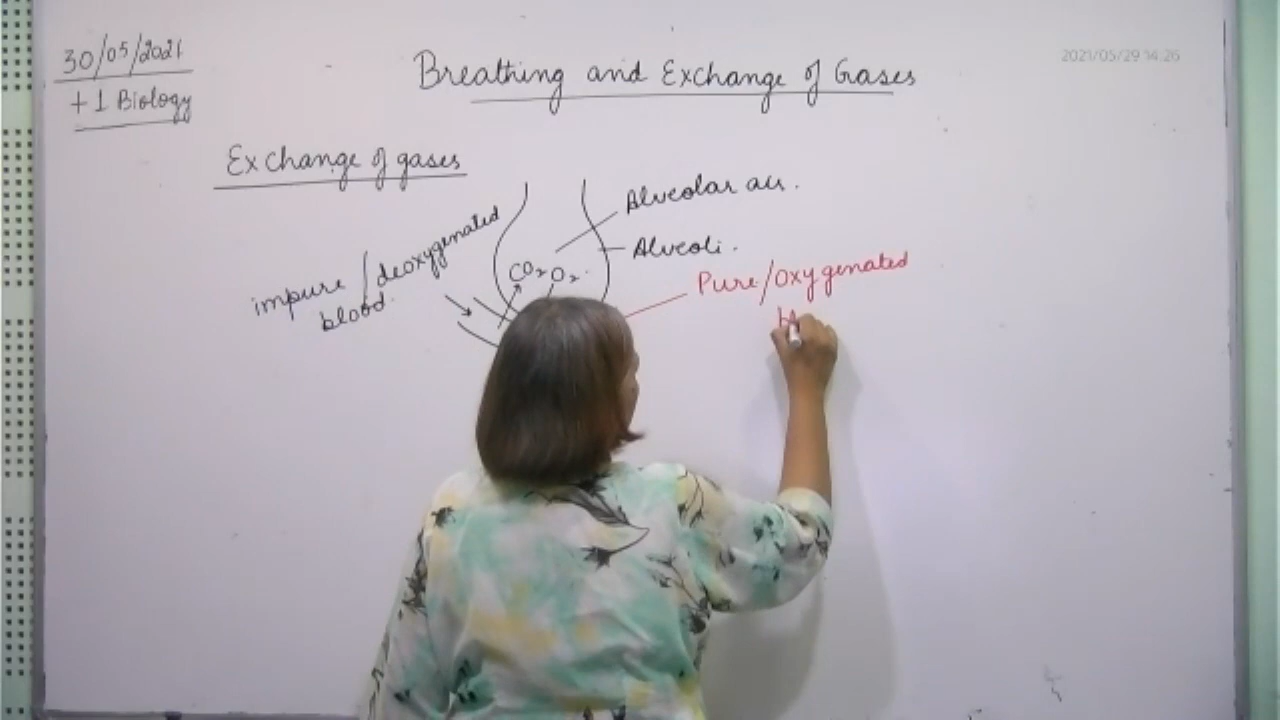 30/05/2021
+1 Biology
Breathing and Exchange of Gases
2021/05/29 14:26
Exchange of gases
impure/deoxygenated
blood.
CO2 O2
Alveolar air.
Alveoli.
Pure/Oxygenated